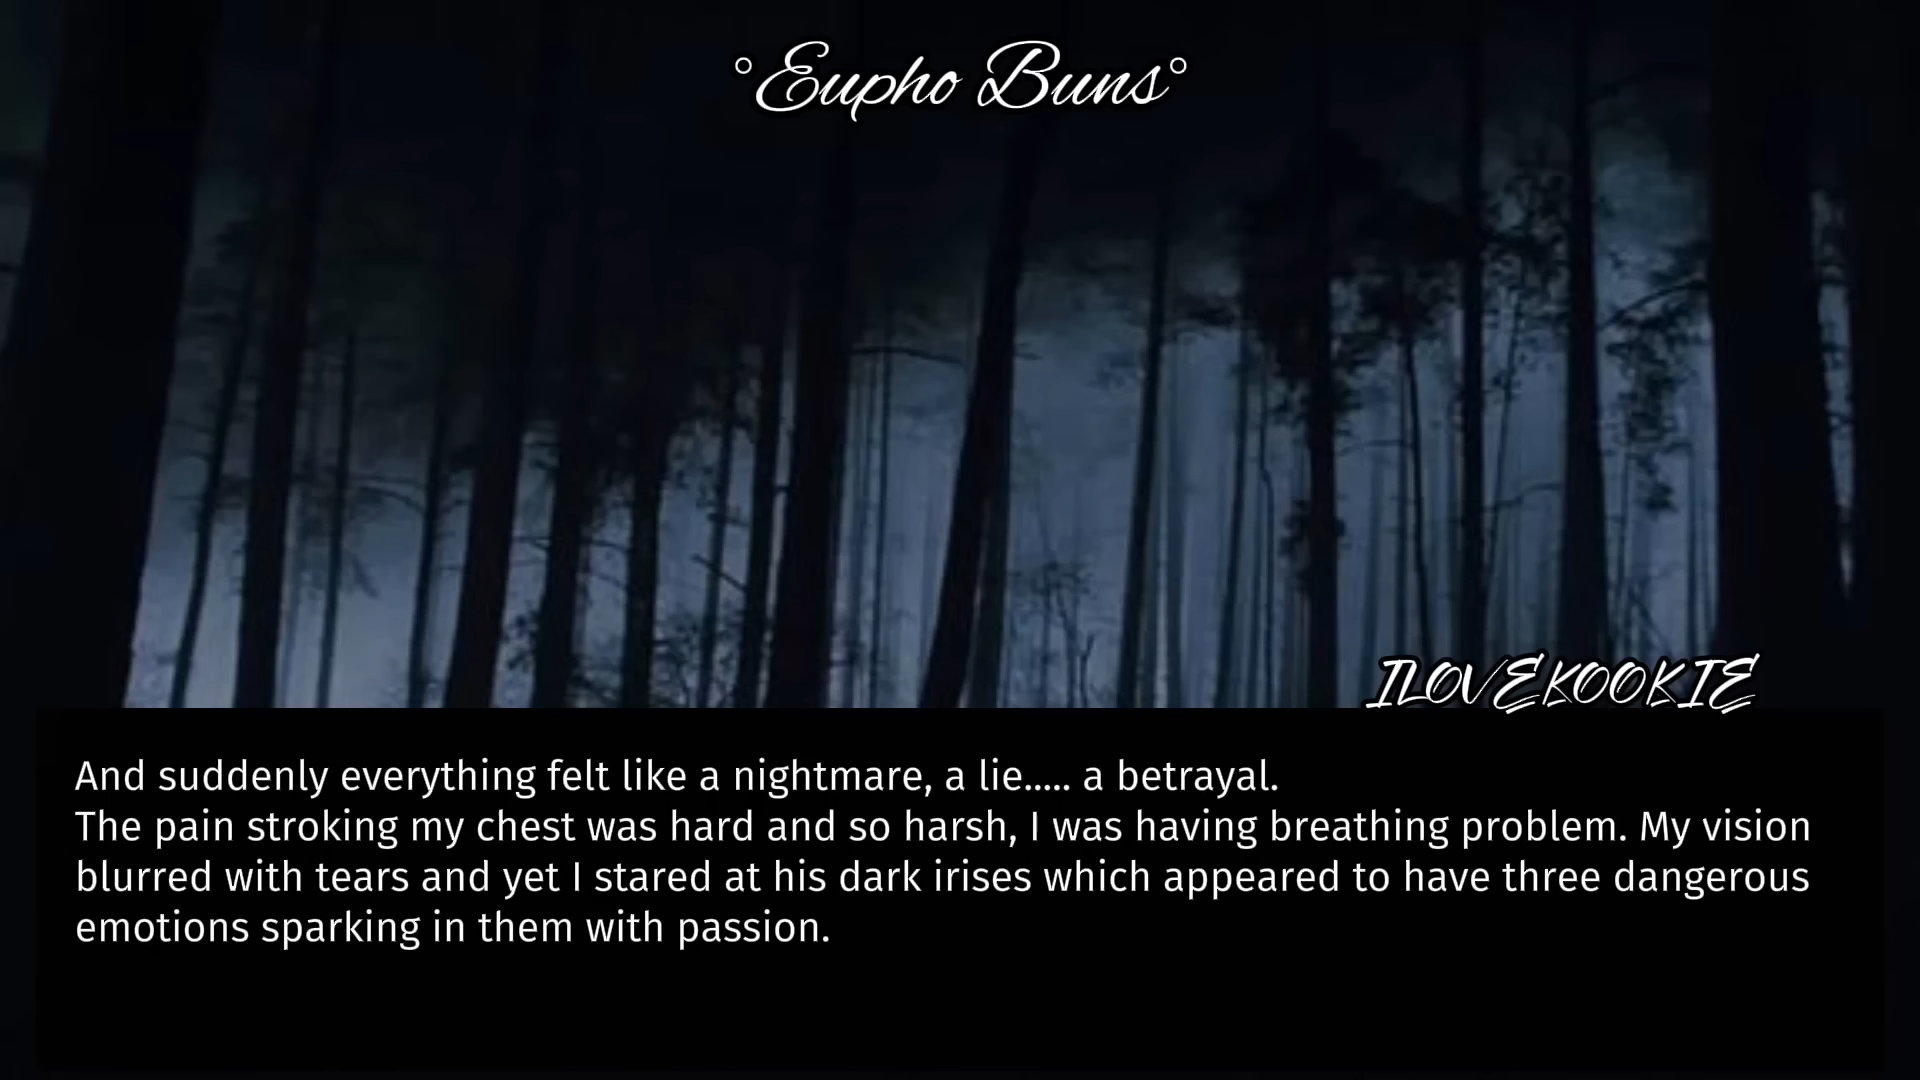 °Eupho Buns°
ILOVEKOOKIE
And suddenly everything felt like a nightmare, a lie..... a betrayal.
The pain stroking my chest was hard and so harsh, I was having breathing problem. My vision
blurred with tears and yet I stared at his dark irises which appeared to have three dangerous
emotions sparking in them with passion.